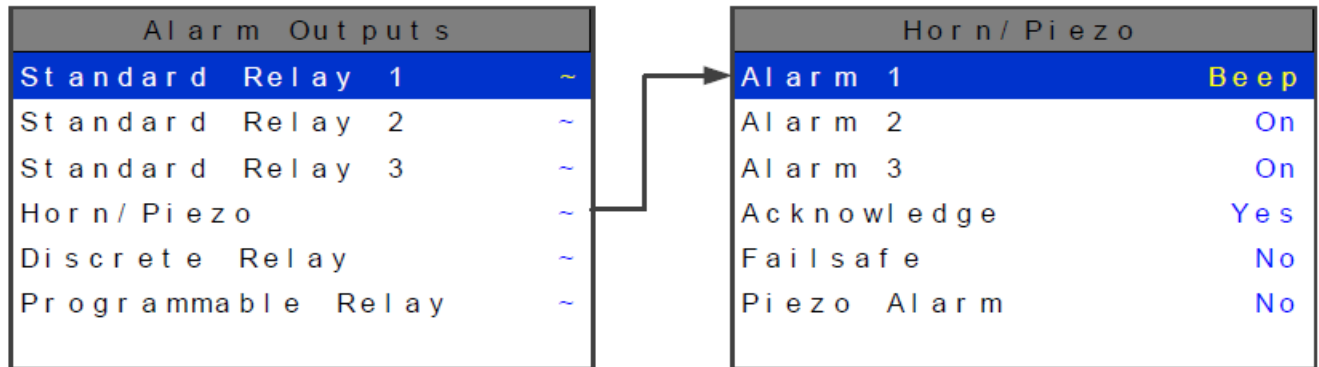 Alarm Outputs
Standard Relay 1 ~
Standard Relay 2 ~
Standard Relay 3 ~
Horn/Piezo ~
Discrete Relay ~
Programmable Relay ~
Horn/Piezo
Alarm 1 Beep
Alarm 2 On
Alarm 3 On
Acknowledge Yes
Failsafe No
Piezo Alarm No